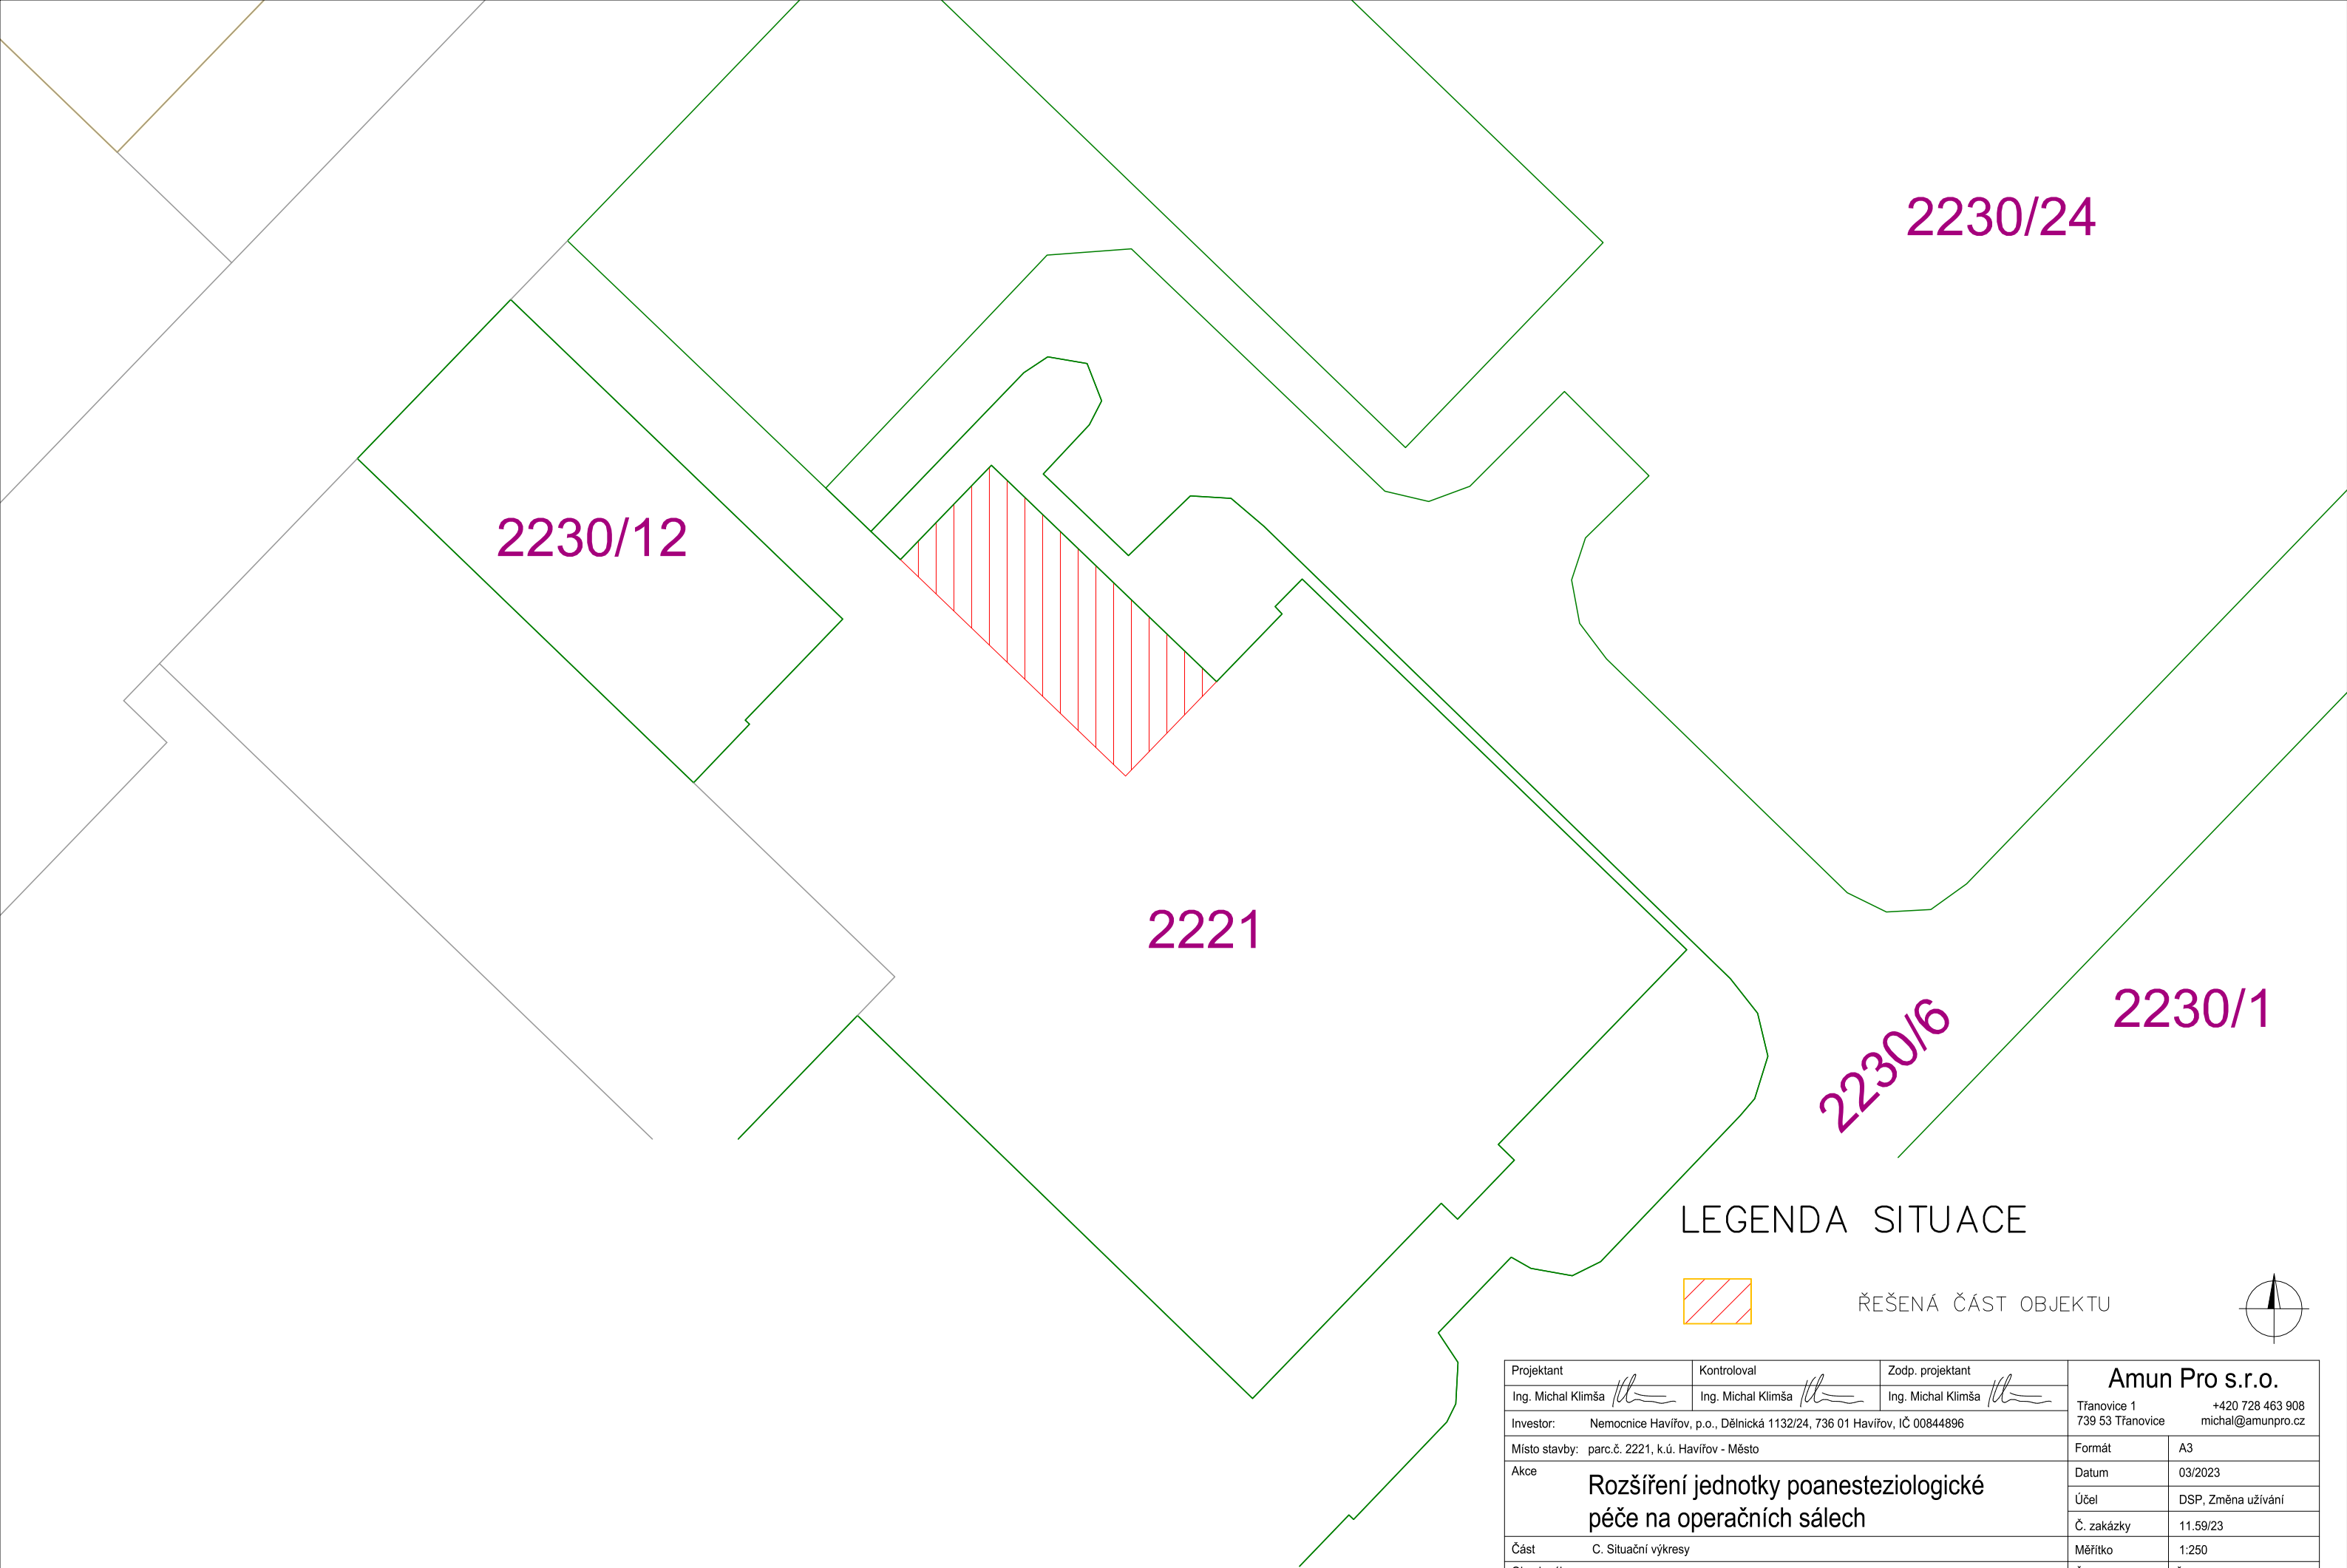 2230/24
2230/12
2221
2230/1
2230/6
LEGENDA SITUACE
ŘEŠENÁ ČÁST OBJEKTU
Projektant
Kontroloval
Zodp. projektant
Ing. Michal Klimša
Ing. Michal Klimša
Ing. Michal Klimša
Amun Pro s.r.o.
Třanovice 1 +420 728 463 908
739 53 Třanovice michal@amunpro.cz
Investor: Nemocnice Havířov, p.o., Dělnická 1132/24, 736 01 Havířov, IČ 00844896
Místo stavby: parc.č. 2221, k.ú. Havířov - Město
Akce
Rozšíření jednotky poanesteziologické
péče na operačních sálech
Část C. Situační výkresy
Formát A3
Datum 03/2023
Účel DSP, Změna užívání
Č. zakázky 11.59/23
Měřítko 1:250